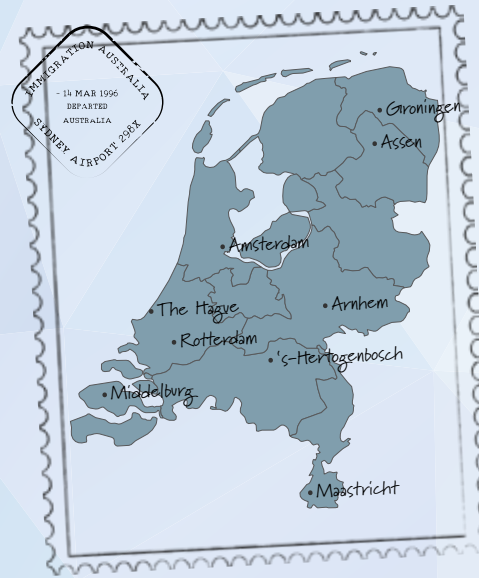 IMMIGRATION AUSTRALIA
- 14 MAR 1996
DEPARTED
AUSTRALIA
SYDNEY AIRPORT 298X
Groningen
Assen
Amsterdam
The Hague
Arnhem
Rotterdam
's-Hertogenbosch
Middelburg
Maastricht